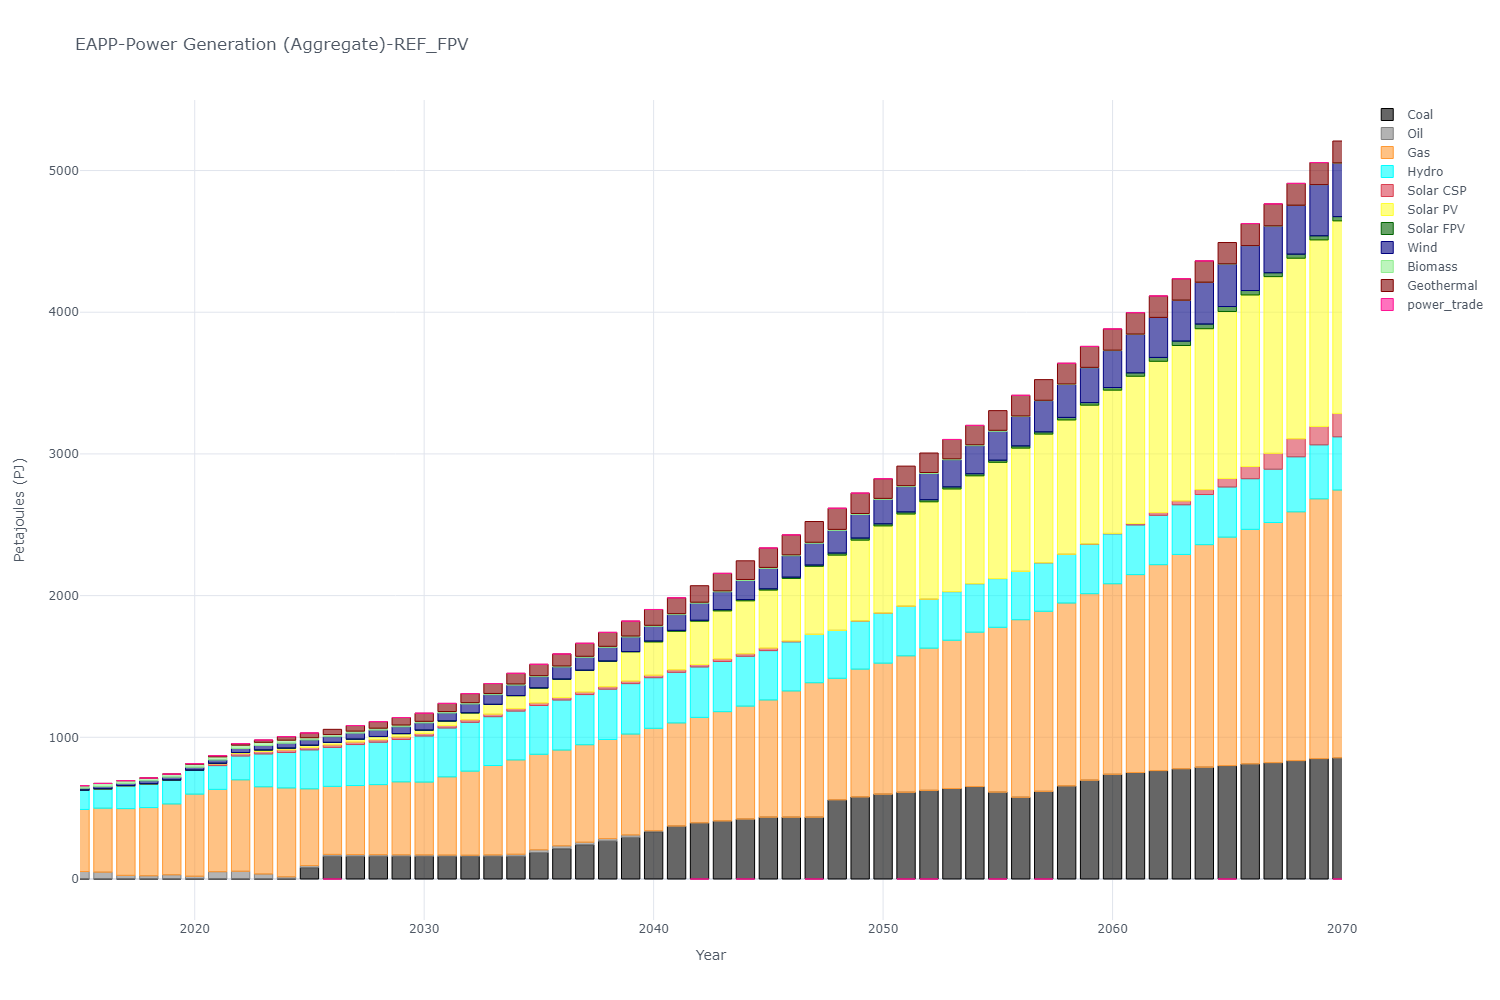 EAPP-Power Generation (Aggregate)-REF_FPV
Coal
Oil
Gas
Hydro
Solar CSP
Solar PV
Solar FPV
Wind
Biomass
Geothermal
power_trade
Petajoules (PJ)
5000
4000
3000
2000
1000
0
2020
2030
2040
2050
2060
2070
Year